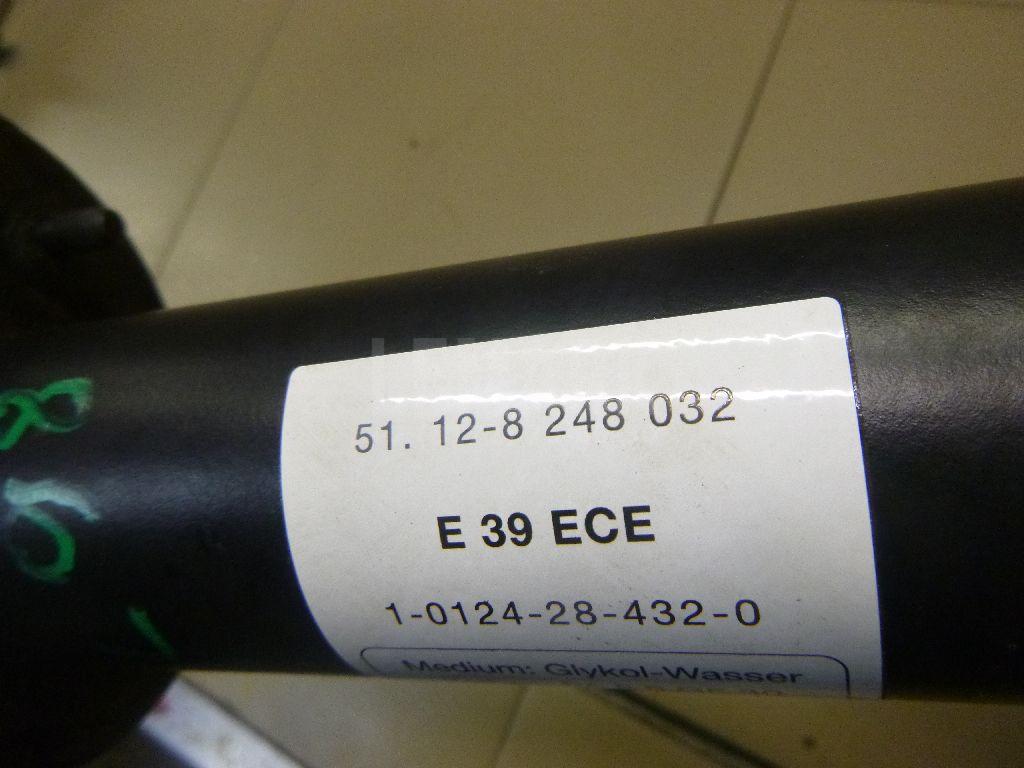 51. 12-8 248 032
E 39 ECE
1-0124-28-432-0
Medium: Glykol-Wasser